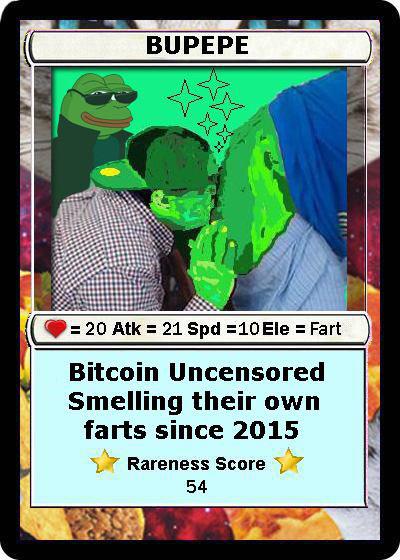 BUPEPE
= 20 Atk = 21 Spd =10 Ele = Fart
Bitcoin Uncensored
Smelling their own
farts since 2015
Rareness Score
54